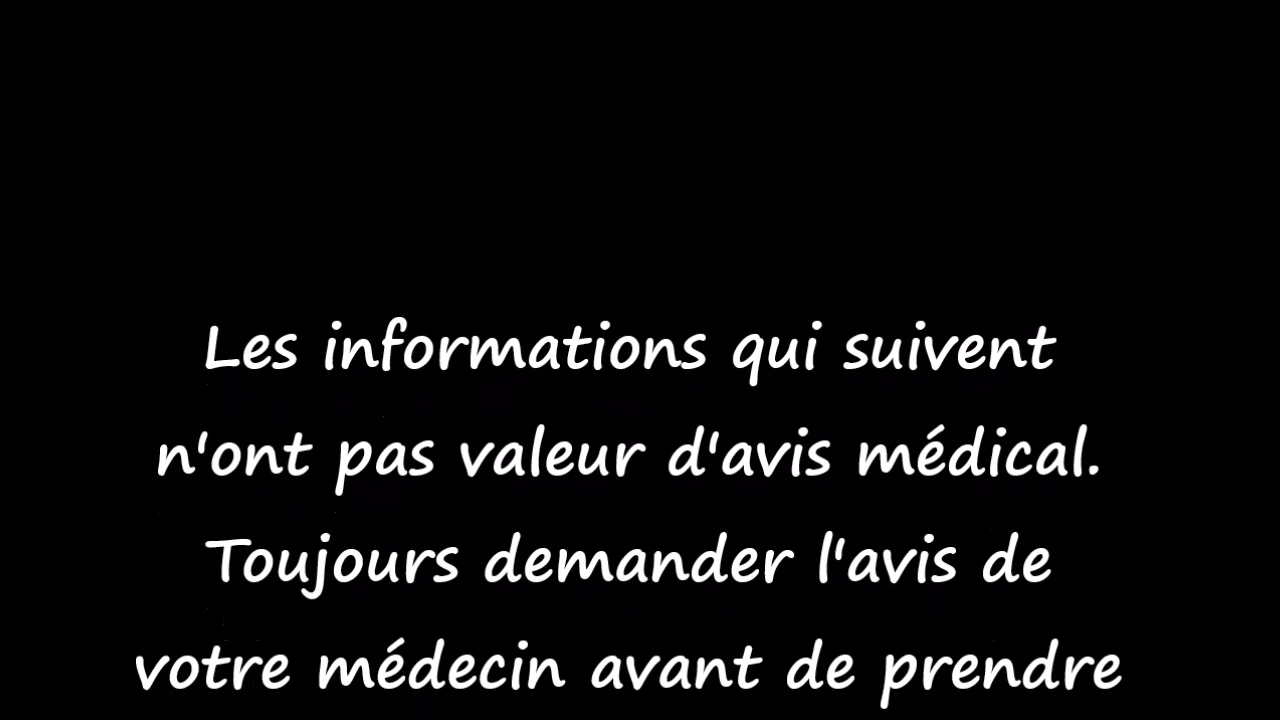 Les informations qui suivent
n'ont pas valeur d'avis médical.
Toujours demander l'avis de
votre médecin avant de prendre